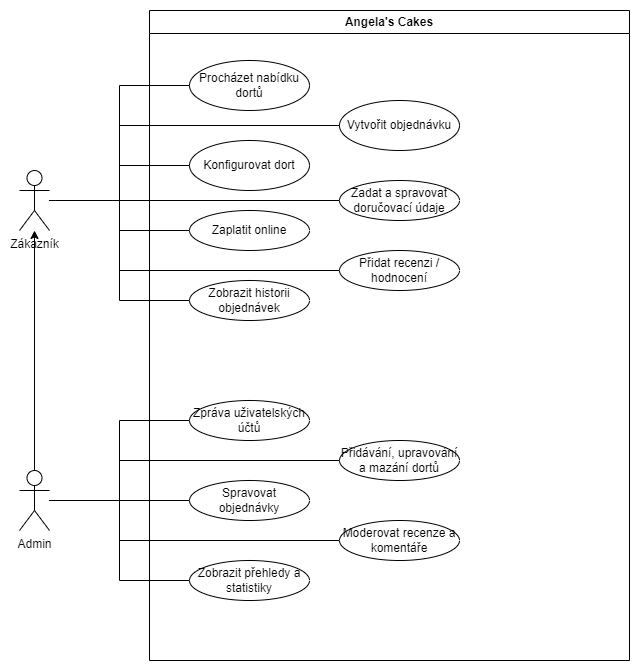 Angela's Cakes
Procházet nabídku
dortů
Vytvořit objednávku
Konfigurovat dort
Zadat a spravovat
doručovací údaje
Zákazník
Zaplatit online
Přidat recenzi /
hodnocení
Zobrazit historii
objednávek
Zpráva uživatelských
účtů
Přidávání, upravování
a mazání dortů
Spravovat
objednávky
Admin
Moderovat recenze a
komentáře
Zobrazit přehledy a
statistiky